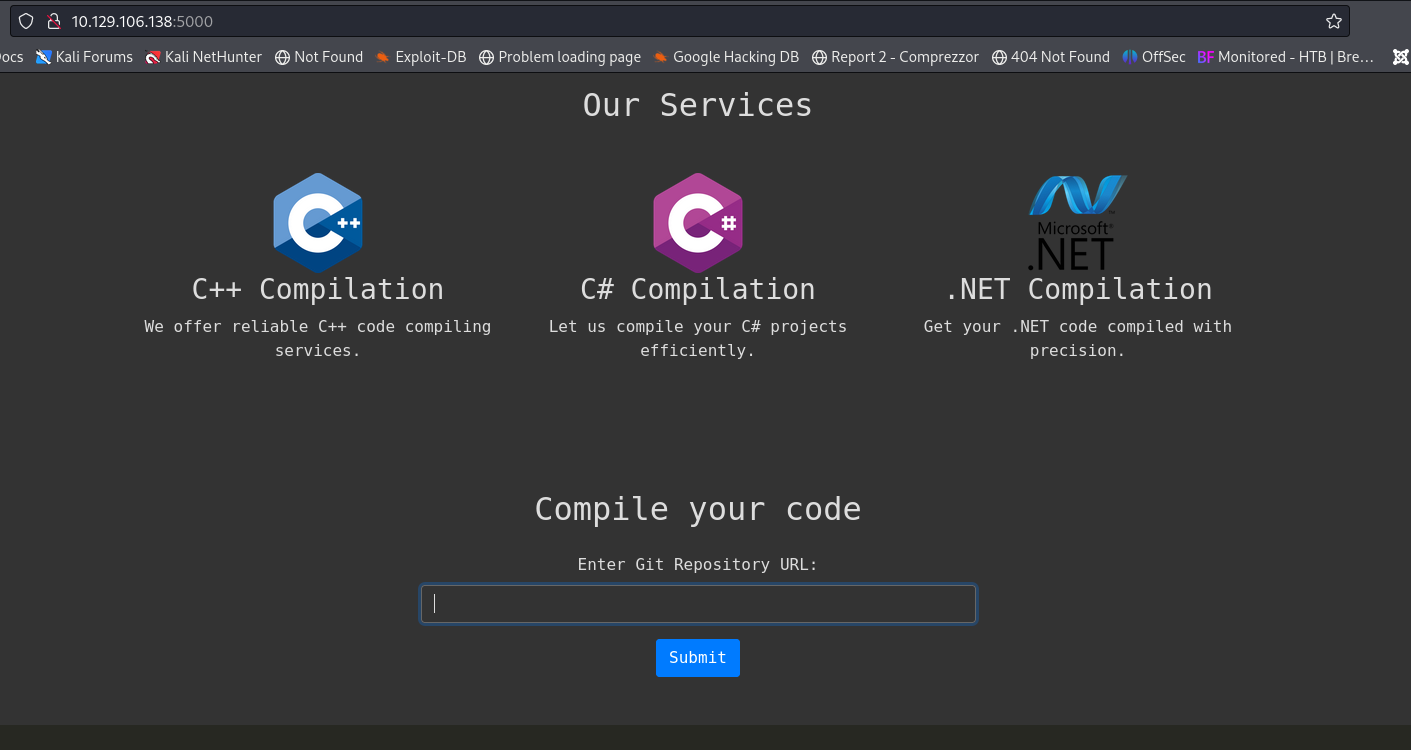 10.129.106.138:5000
ocs Kali Forums Kali NetHunter Not Found Exploit-DB Problem loading page Google Hacking DB Report 2 - Comprezzor 404 Not Found OffSec BF Monitored - HTB | Bre…
Our Services
C ++
C #
Microsoft®
.NET
C++ Compilation
C# Compilation
.NET Compilation
We offer reliable C++ code compiling
services.
Let us compile your C# projects
efficiently.
Get your .NET code compiled with
precision.
Compile your code
Enter Git Repository URL:
Submit